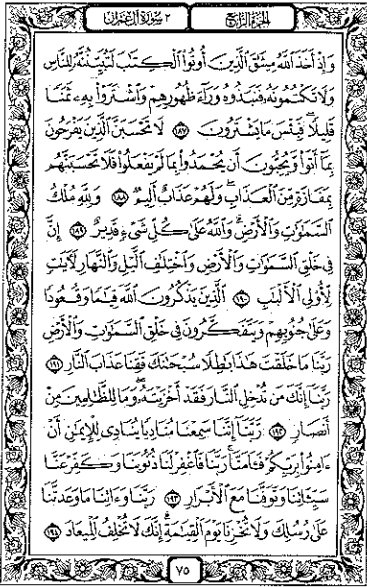 الجزء الرابع
٣ سورة آل عمران
وَإِذْ أَخَذَ ٱللَّهُ مِيثَٰقَ ٱلَّذِينَ أُوتُوا۟ ٱلْكِتَٰبَ لَتُبَيِّنُنَّهُۥ لِلنَّاسِ
وَلَا تَكْتُمُونَهُۥ فَنَبَذُوهُ وَرَآءَ ظُهُورِهِمْ وَٱشْتَرَوْا۟ بِهِۦ ثَمَنًا
قَلِيلًا ۖ فَبِئْسَ مَا يَشْتَرُونَ ١٨٧ لَا تَحْسَبَنَّ ٱلَّذِينَ يَفْرَحُونَ
بِمَآ أَتَوا۟ وَّيُحِبُّونَ أَن يُحْمَدُوا۟ بِمَا لَمْ يَفْعَلُوا۟ فَلَا تَحْسَبَنَّهُم
بِمَفَازَةٍ مِّنَ ٱلْعَذَابِ ۖ وَلَهُمْ عَذَابٌ أَلِيمٌ ١٨٨ وَلِلَّهِ مُلْكُ
ٱلسَّمَٰوَٰتِ وَٱلْأَرْضِ ۗ وَٱللَّهُ عَلَىٰ كُلِّ شَىْءٍ قَدِيرٌ ١٨٩ إِنَّ
فِى خَلْقِ ٱلسَّمَٰوَٰتِ وَٱلْأَرْضِ وَٱخْتِلَٰفِ ٱلَّيْلِ وَٱلنَّهَارِ لَءَايَٰتٍ
لِّأُو۟لِى ٱلْأَلْبَٰبِ ١٩٠ ٱلَّذِينَ يَذْكُرُونَ ٱللَّهَ قِيَٰمًا وَقُعُودًا
وَعَلَىٰ جُنُوبِهِمْ وَيَتَفَكَّرُونَ فِى خَلْقِ ٱلسَّمَٰوَٰتِ وَٱلْأَرْضِ
رَبَّنَا مَا خَلَقْتَ هَٰذَا بَٰطِلًا سُبْحَٰنَكَ فَقِنَا عَذَابَ ٱلنَّارِ ١٩١
رَبَّنَآ إِنَّكَ مَن تُدْخِلِ ٱلنَّارَ فَقَدْ أَخْزَيْتَهُۥ ۖ وَمَا لِلظَّٰلِمِينَ مِنْ
أَنصَارٍ ١٩٢ رَّبَّنَآ إِنَّنَا سَمِعْنَا مُنَادِيًا يُنَادِى لِلْإِيمَٰنِ أَنْ
ءَامِنُوا۟ بِرَبِّكُمْ فَـَٔامَنَّا ۚ رَبَّنَا فَٱغْفِرْ لَنَا ذُنُوبَنَا وَكَفِّرْ عَنَّا
سَيِّـَٔاتِنَا وَتَوَفَّنَا مَعَ ٱلْأَبْرَارِ ١٩٣ رَبَّنَا وَءَاتِنَا مَا وَعَدتَّنَا
عَلَىٰ رُسُلِكَ وَلَا تُخْزِنَا يَوْمَ ٱلْقِيَٰمَةِ ۗ إِنَّكَ لَا تُخْلِفُ ٱلْمِيعَادَ ١٩٤
٧٥